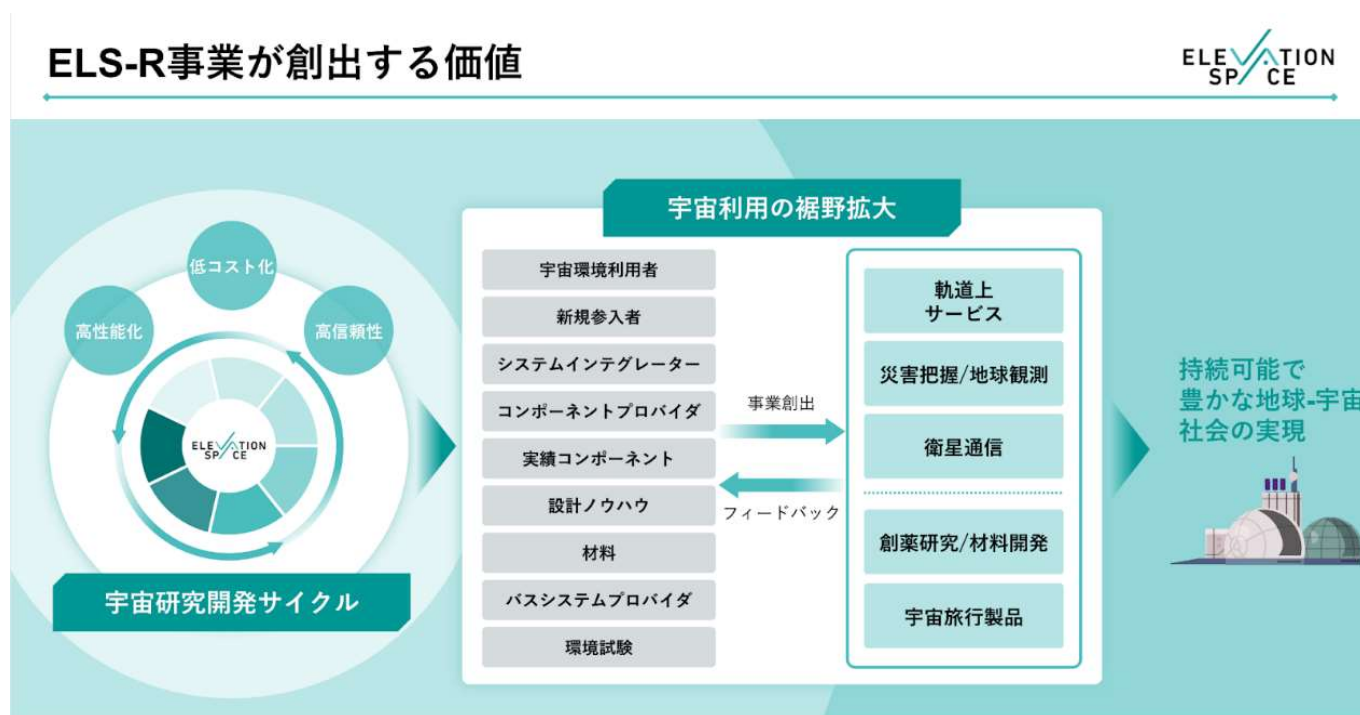 ELS-R事業が創出する価値
ELEVATION
SPACE
低コスト化
高性能化
高信頼性
ELEVATION
SPACE
宇宙研究開発サイクル
宇宙利用の裾野拡大
宇宙環境利用者
新規参入者
システムインテグレーター
コンポーネントプロバイダ
実績コンポーネント
設計ノウハウ
材料
バスシステムプロバイダ
環境試験
事業創出
フィードバック
軌道上
サービス
災害把握/地球観測
衛星通信
創薬研究/材料開発
宇宙旅行製品
持続可能で
豊かな地球-宇宙
社会の実現